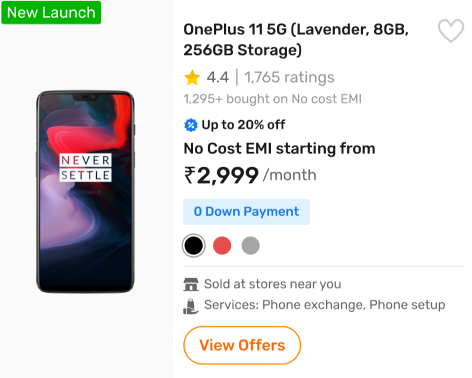 New Launch
OnePlus 11 5G (Lavender, 8GB,
256GB Storage)
4.4 | 1,765 ratings
1,295+ bought on No cost EMI
Up to 20% off
No Cost EMI starting from
₹2,999 /month
0 Down Payment
NEVER
SETTLE
Sold at stores near you
Services: Phone exchange, Phone setup
View Offers